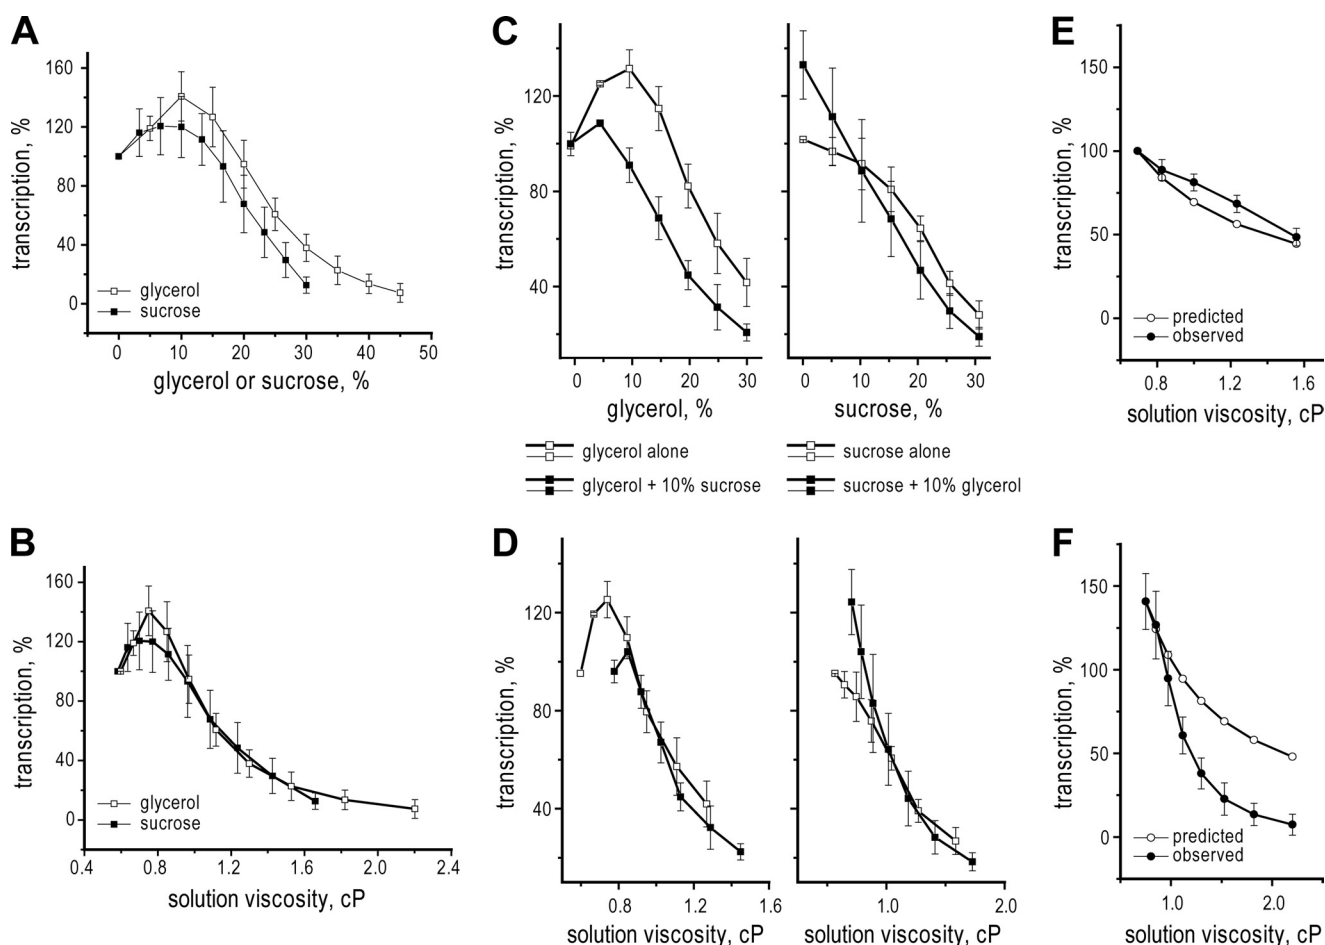 A
transcription, %
160
120
80
40
0
glycerol
sucrose
0 10 20 30 40 50
glycerol or sucrose, %
C
transcription, %
120
80
40
0 10 20 30
glycerol, %
0 10 20 30
sucrose, %
glycerol alone
glycerol + 10% sucrose
sucrose alone
sucrose + 10% glycerol
E
transcription, %
150
100
50
0
predicted
observed
0.8 1.2 1.6
solution viscosity, cP
B
transcription, %
160
120
80
40
0
glycerol
sucrose
0.4 0.8 1.2 1.6 2.0 2.4
solution viscosity, cP
D
transcription, %
120
80
40
0.8 1.2 1.6
solution viscosity, cP
1.0 2.0
solution viscosity, cP
F
transcription, %
150
100
50
0
predicted
observed
1.0 2.0
solution viscosity, cP